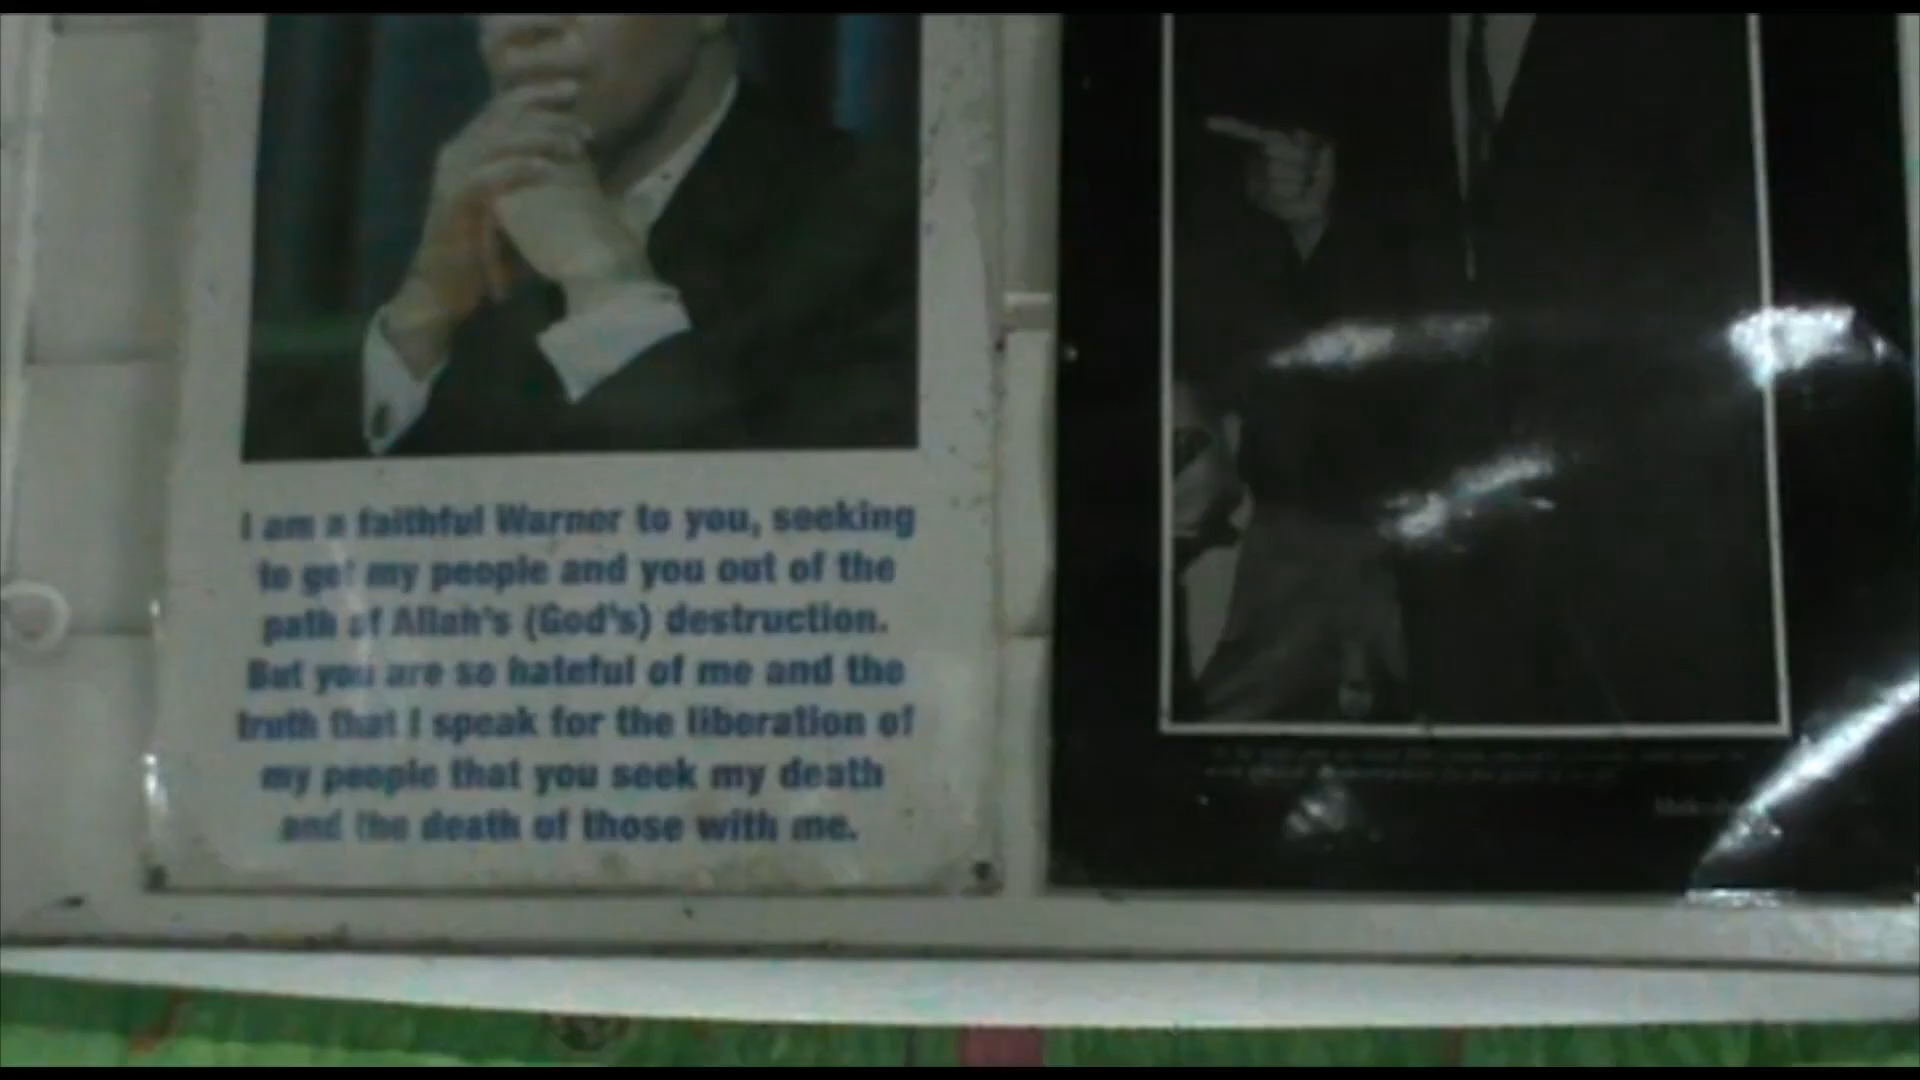 I am a faithful Warner to you, seeking
to get my people and you out of the
path of Allah's (God's) destruction.
But you are so hateful of me and the
truth that I speak for the liberation of
my people that you seek my death
and the death of those with me.